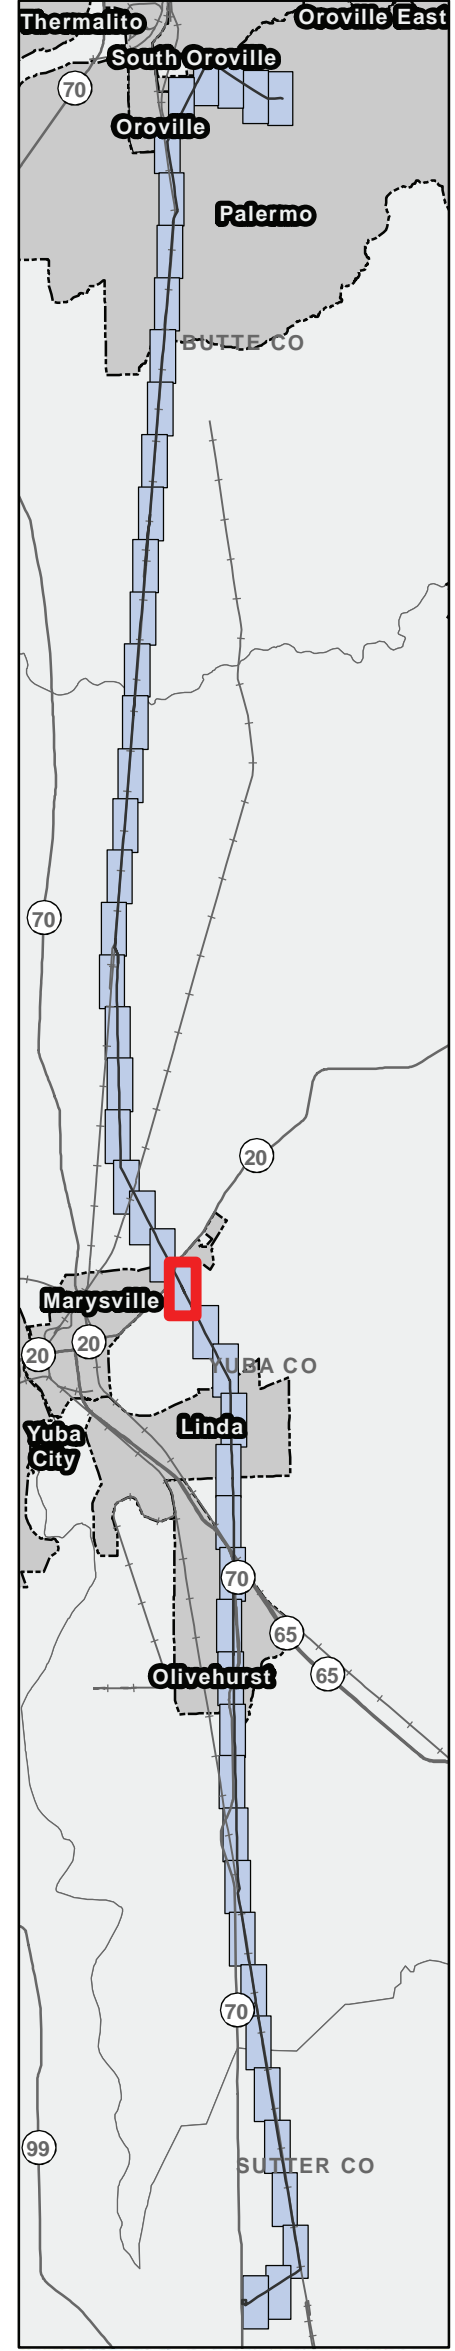 Thermalito
Oroville East
South Oroville
70
Oroville
Palermo
BUTTE CO
70
20
Marysville
20
20
YUBA CO
Linda
Yuba
City
70
65
65
Olivehurst
70
99
SUTTER CO